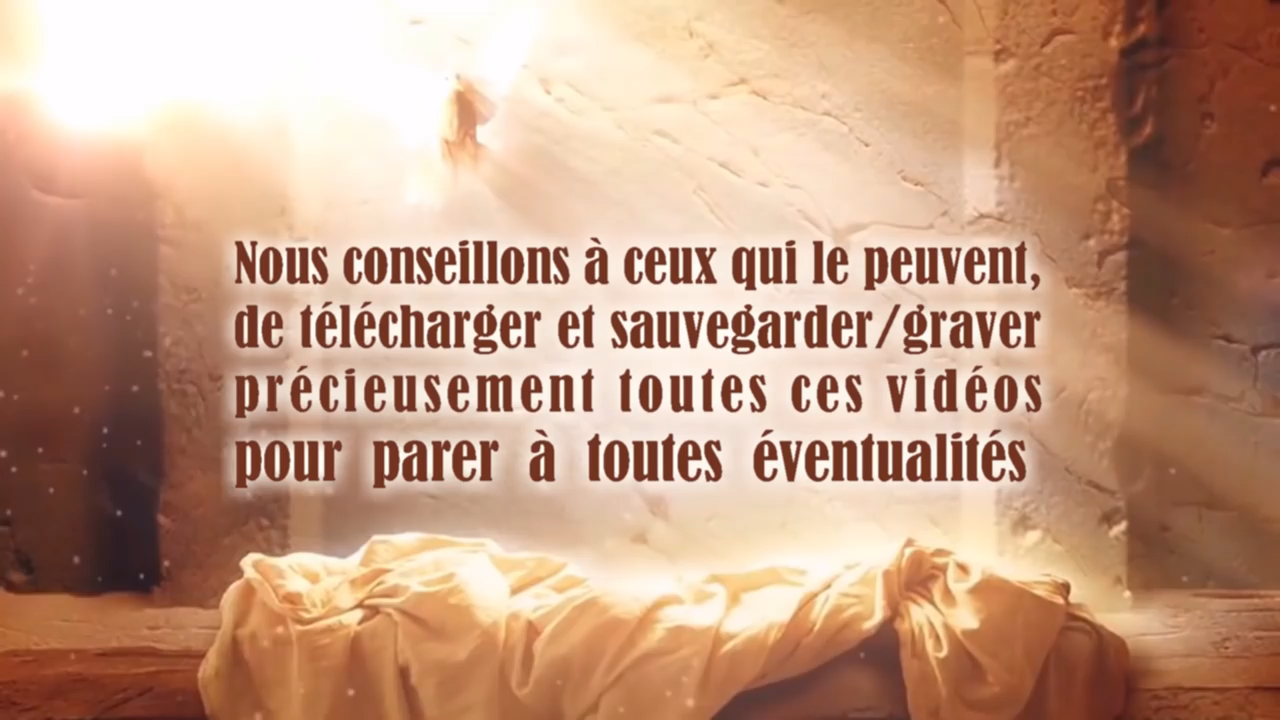 Nous conseillons à ceux qui le peuvent,
de télécharger et sauvegarder/graver
précieusement toutes ces vidéos
pour parer à toutes éventualités